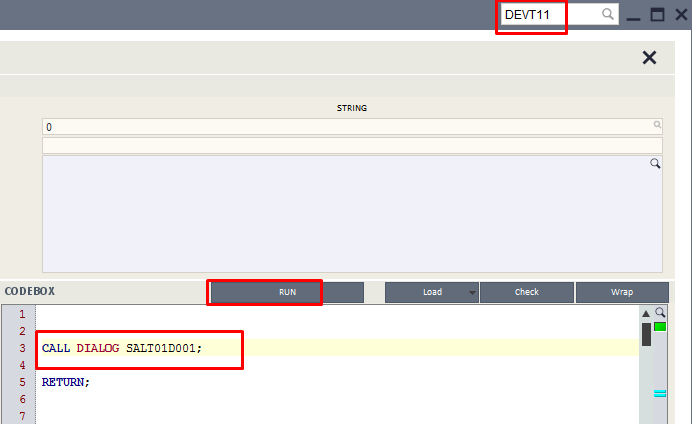 DEVT11
STRING
0
CODEBOX RUN Load Check Wrap
1
2
3 CALL DIALOG SALT01D001;
4
5 RETURN;
6
7